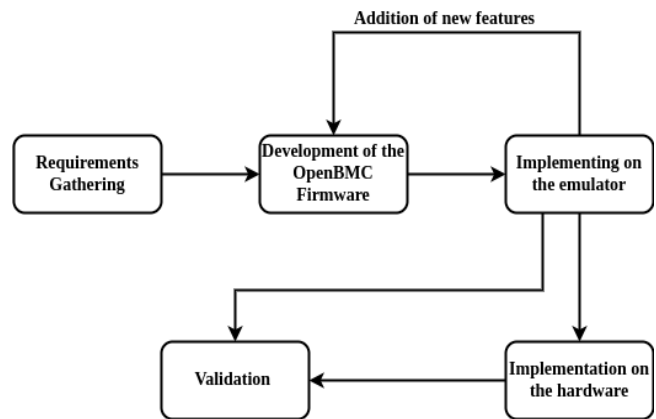 Addition of new features
Requirements
Gathering
Development of the
OpenBMC
Firmware
Implementing on
the emulator
Validation
Implementation on
the hardware